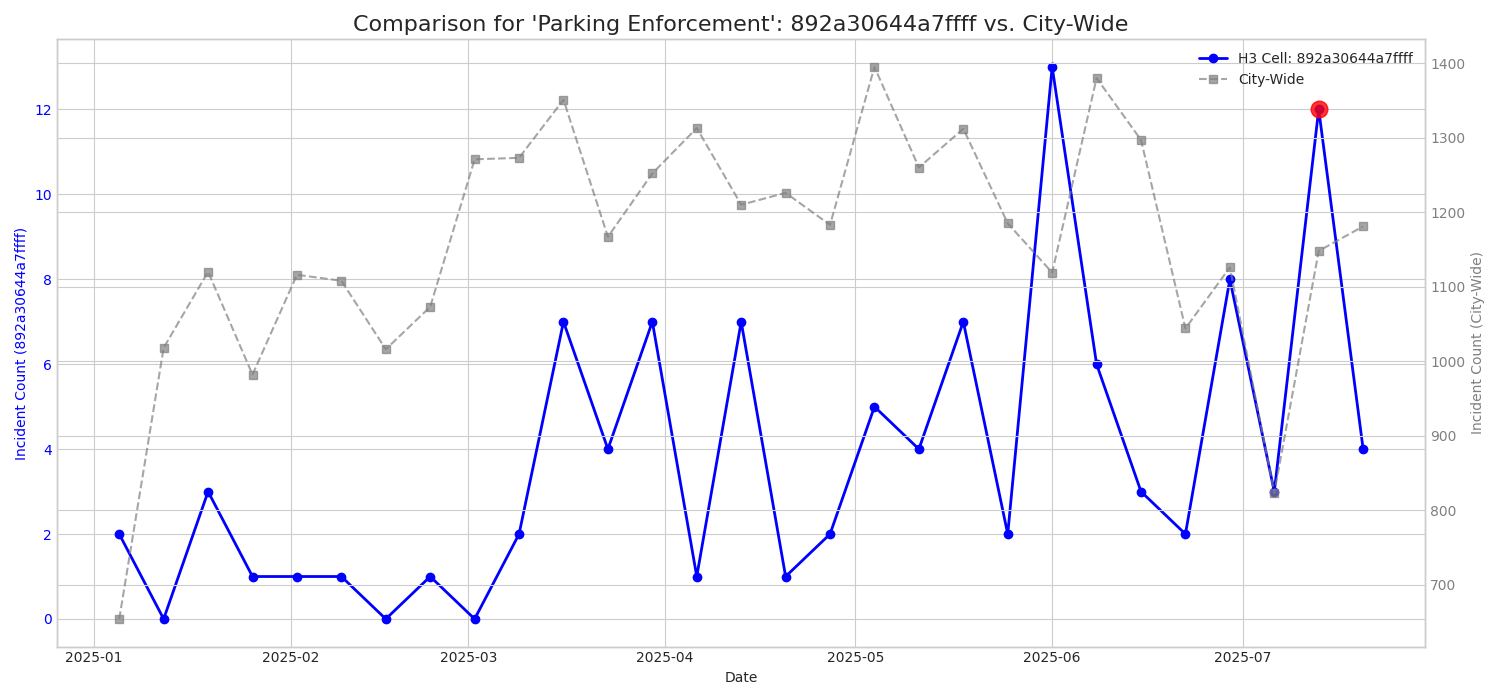 Comparison for 'Parking Enforcement': 892a30644a7ffff vs. City-Wide
H3 Cell: 892a30644a7ffff
City-Wide
Incident Count (892a30644a7ffff)
12
10
8
6
4
2
0
1400
1300
1200
1100
1000
900
800
700
Incident Count (City-Wide)
2025-01 2025-02 2025-03 2025-04 2025-05 2025-06 2025-07
Date